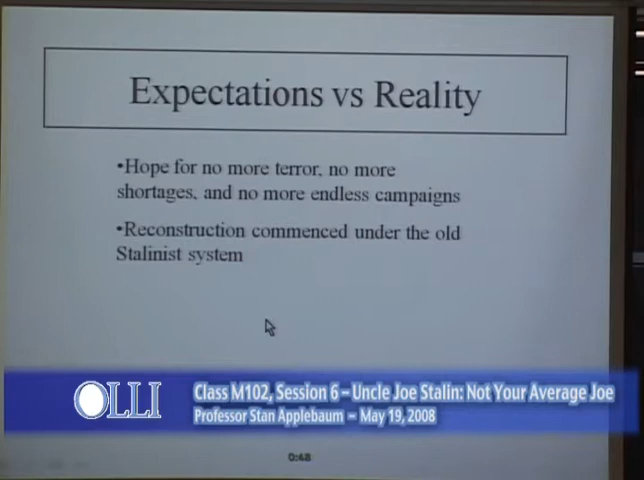 Expectations vs Reality
•Hope for no more terror, no more
shortages, and no more endless campaigns
•Reconstruction commenced under the old
Stalinist system
OLLI
Class M102, Session 6 – Uncle Joe Stalin: Not Your Average Joe
Professor Stan Applebaum – May 19, 2008
0:48